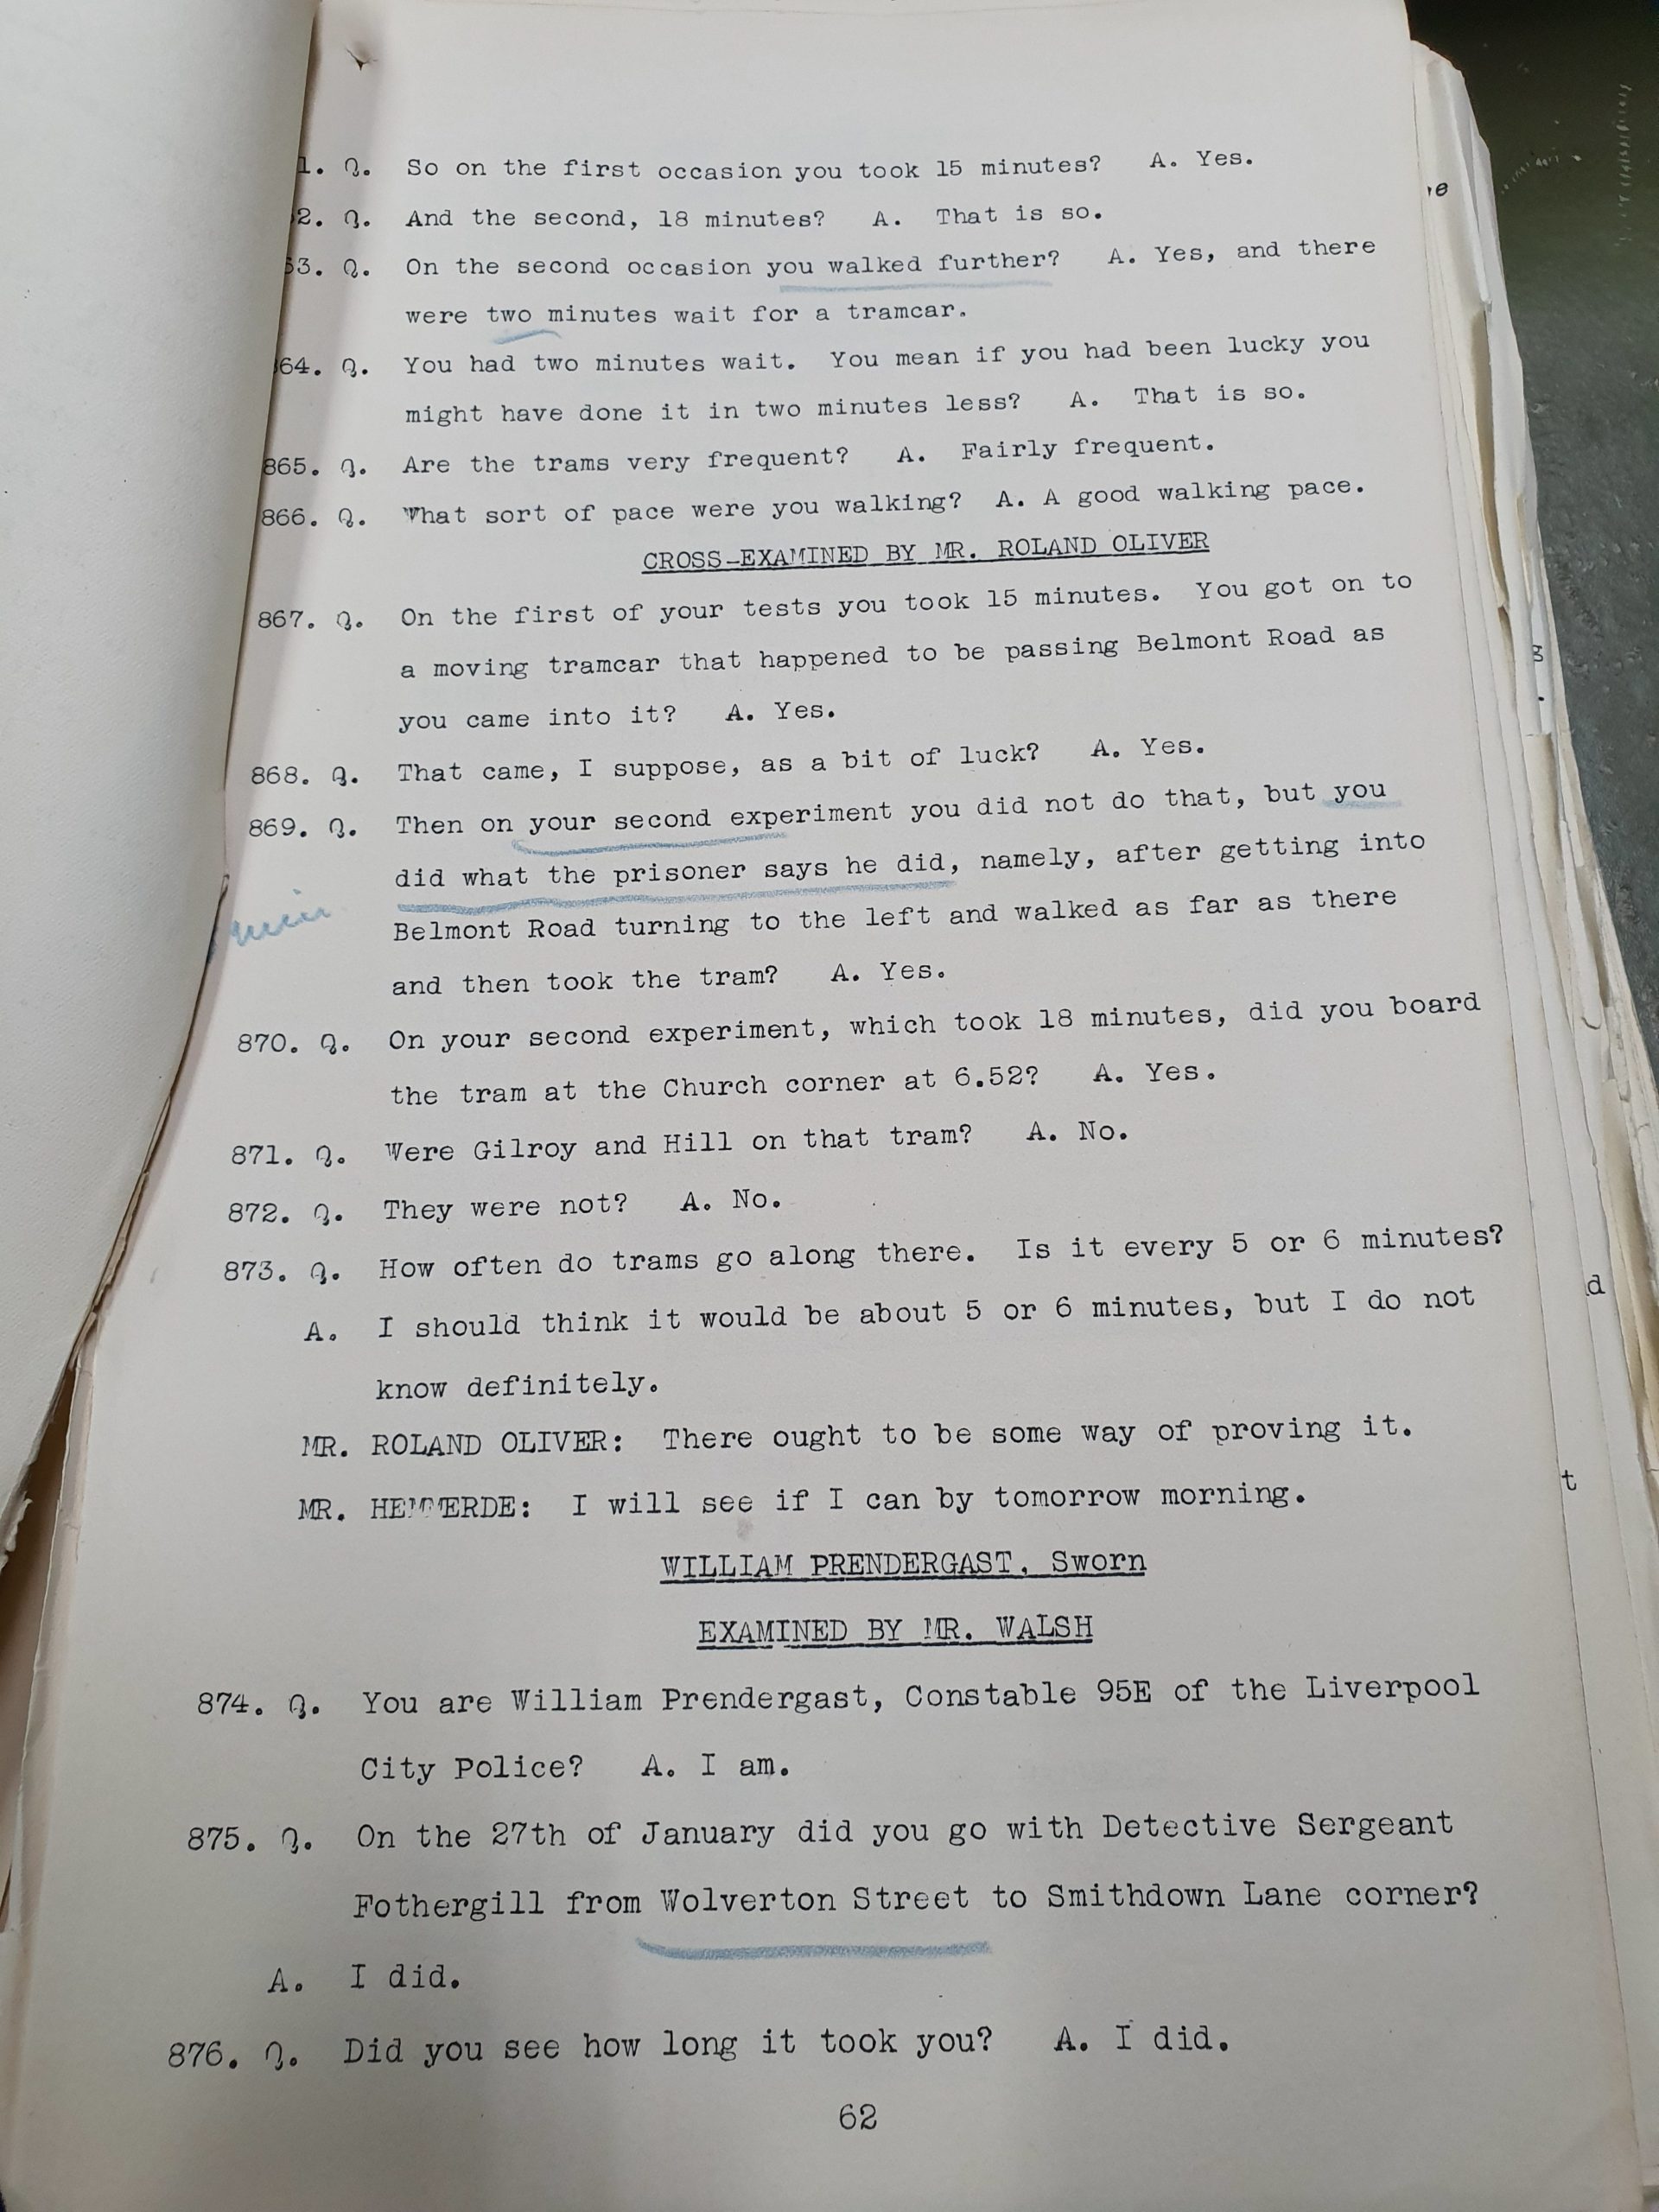 1. Q. So on the first occasion you took 15 minutes? A. Yes.
2. Q. And the second, 18 minutes? A. That is so.
63. Q. On the second occasion you walked further? A. Yes, and there
were two minutes wait for a tramcar.
864. Q. You had two minutes wait. You mean if you had been lucky you
might have done it in two minutes less? A. That is so.
865. Q. Are the trams very frequent? A. Fairly frequent.
866. Q. What sort of pace were you walking? A. A good walking pace.
CROSS-EXAMINED BY MR. ROLAND OLIVER
867. Q. On the first of your tests you took 15 minutes. You got on to
a moving tramcar that happened to be passing Belmont Road as
you came into it? A. Yes.
868. Q. That came, I suppose, as a bit of luck? A. Yes.
869. Q. Then on your second experiment you did not do that, but you
did what the prisoner says he did, namely, after getting into
Belmont Road turning to the left and walked as far as there
and then took the tram? A. Yes.
870. Q. On your second experiment, which took 18 minutes, did you board
the tram at the Church corner at 6.52? A. Yes.
871. Q. Were Gilroy and Hill on that tram? A. No.
872. Q. They were not? A. No.
873. Q. How often do trams go along there. Is it every 5 or 6 minutes?
A. I should think it would be about 5 or 6 minutes, but I do not
know definitely.
MR. ROLAND OLIVER: There ought to be some way of proving it.
MR. HEMMERDE: I will see if I can by tomorrow morning.
WILLIAM PRENDERGAST, Sworn
EXAMINED BY MR. WALSH
874. Q. You are William Prendergast, Constable 95E of the Liverpool
City Police? A. I am.
875. Q. On the 27th of January did you go with Detective Sergeant
Fothergill from Wolverton Street to Smithdown Lane corner?
A. I did.
876. Q. Did you see how long it took you? A. I did.
62